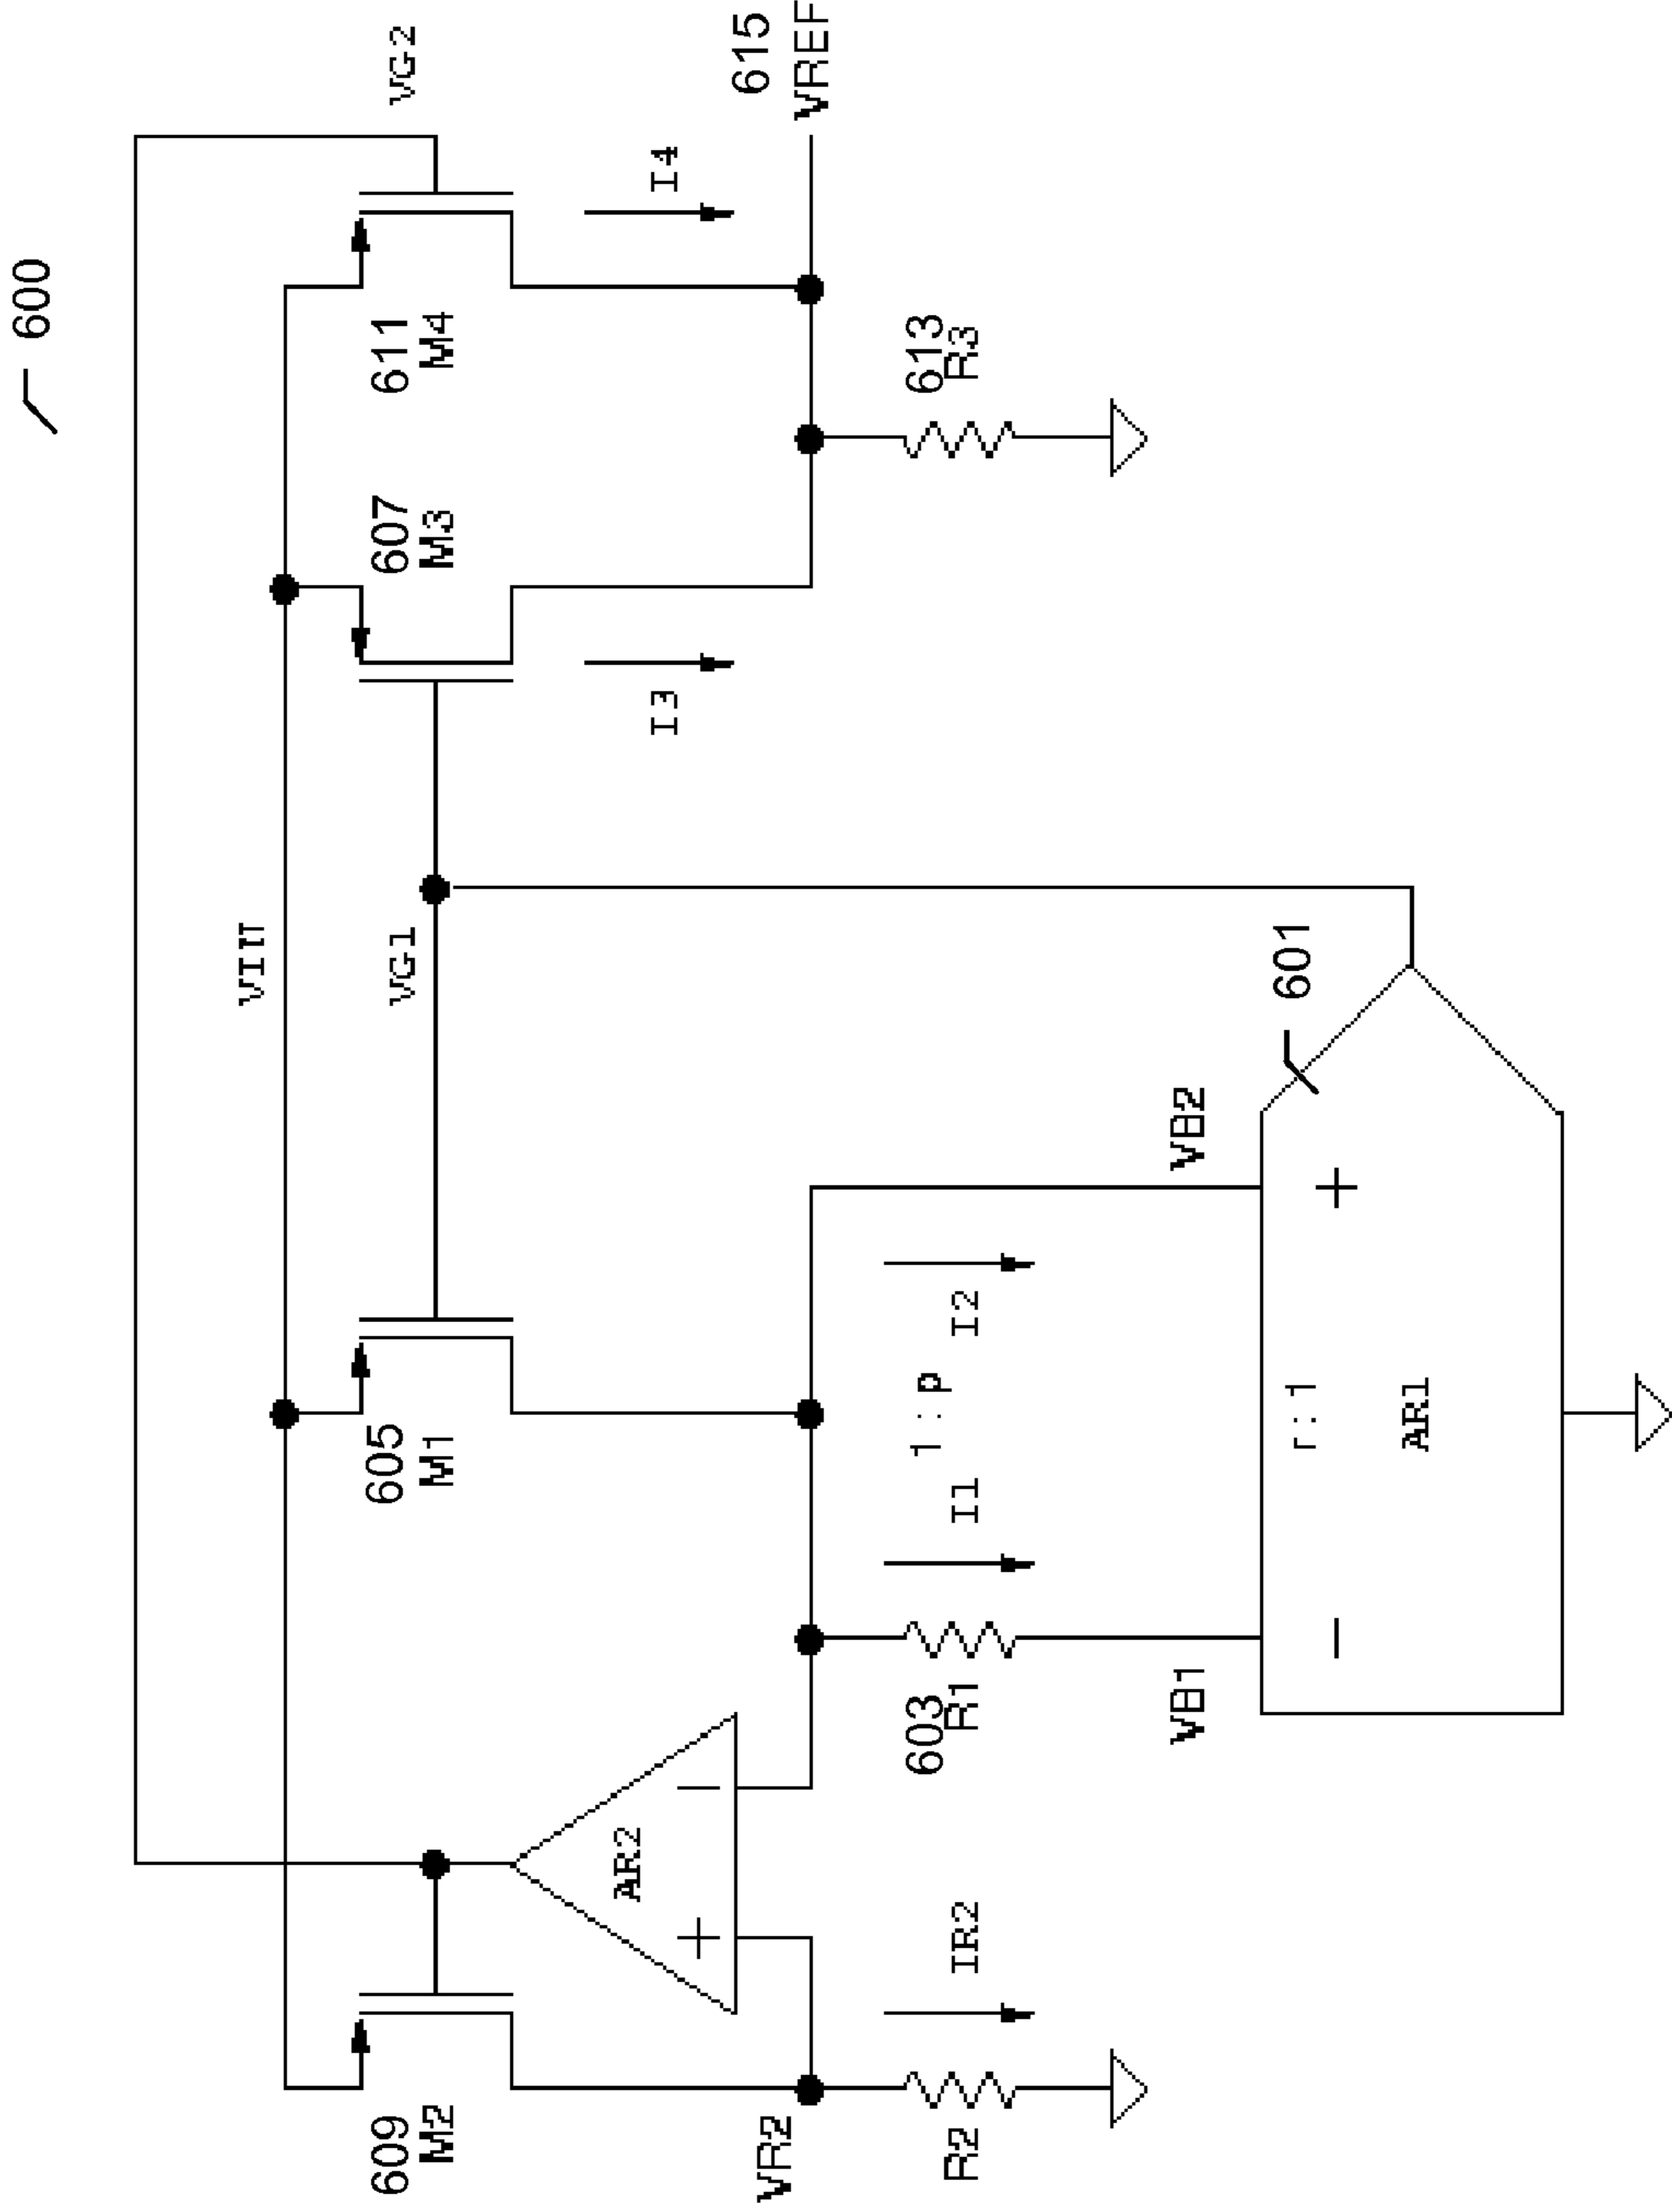 600
VG2
VIN
609
M2
605
M1
VG1
607
M3
611
M4
AR2
I3
I4
615
VREF
VR2
R2
IR2
603
R1
I1
1:p
I2
613
R3
VB1
VB2
601
r:1
AR1
+
−
−
+